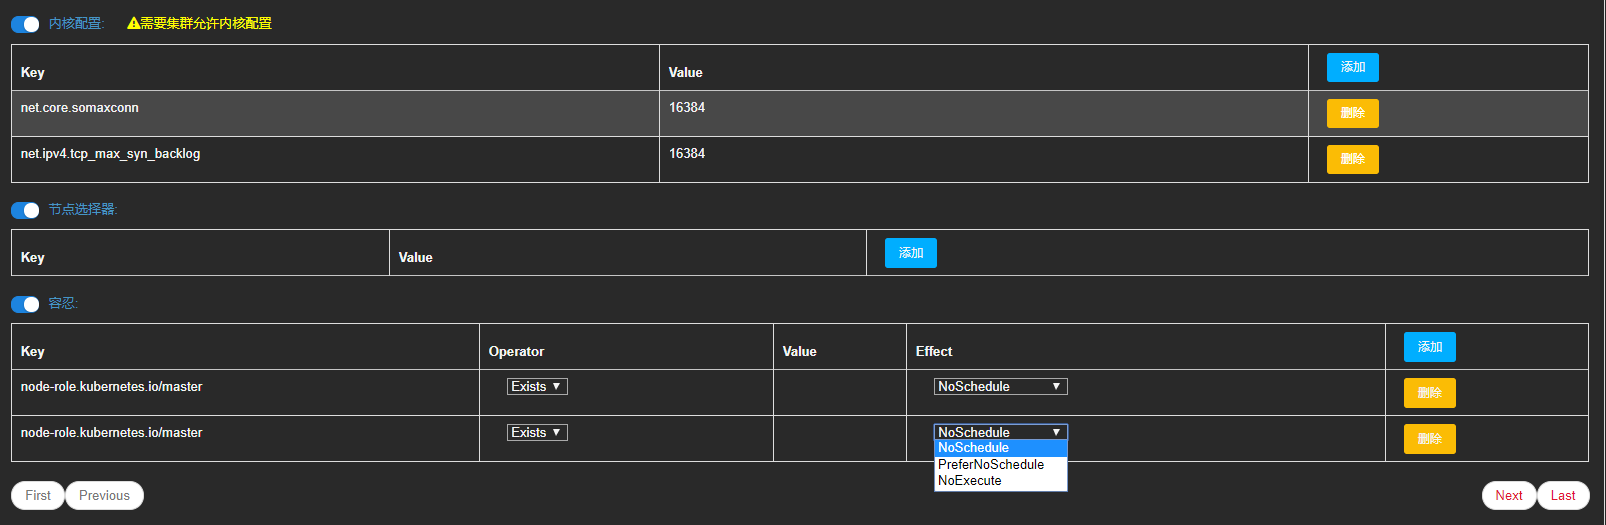 内核配置: 需要集群允许内核配置
Key Value 添加
net.core.somaxconn 16384 删除
net.ipv4.tcp_max_syn_backlog 16384 删除
节点选择器:
Key Value 添加
容忍:
Key Operator Value Effect 添加
node-role.kubernetes.io/master Exists NoSchedule 删除
node-role.kubernetes.io/master Exists NoSchedule 删除
NoSchedule
PreferNoSchedule
NoExecute
First Previous Next Last